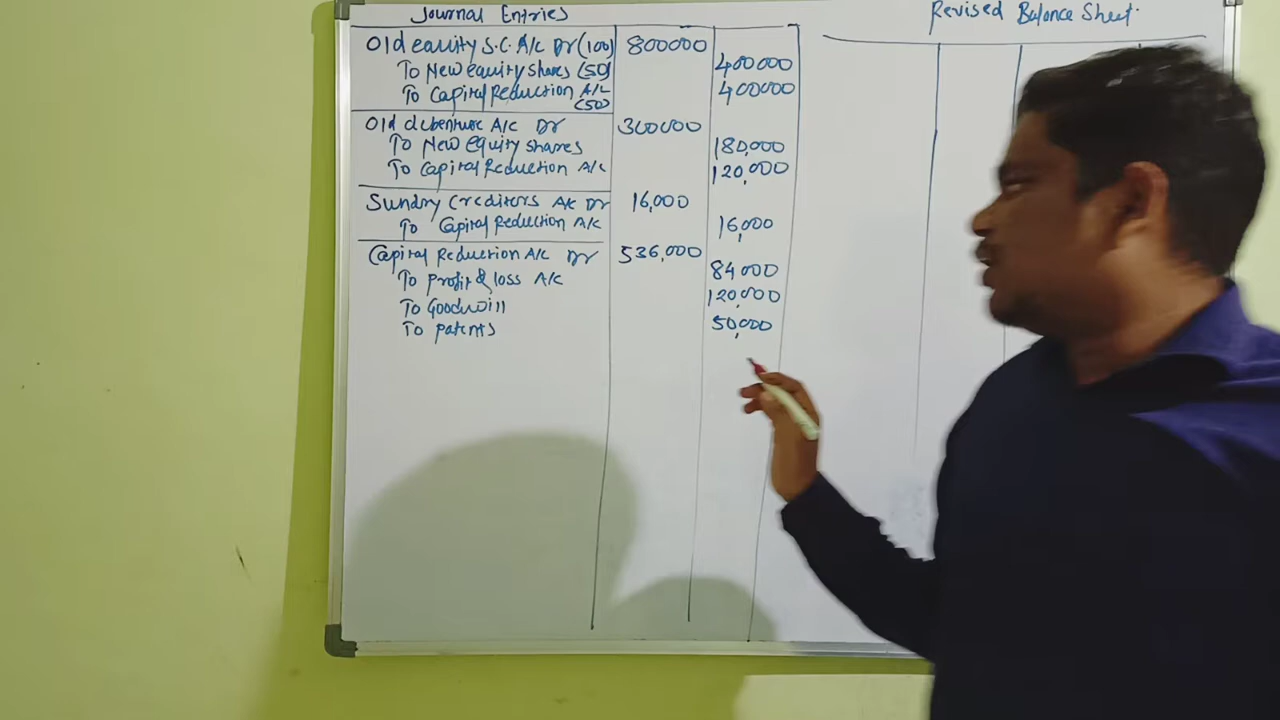 Journal Entries
Revised Balance Sheet
Old equity S.C. A/c Dr (100) 800000
To New equity shares (50) 400000
To Capital Reduction A/c (50) 400000
Old debenture A/c Dr 300000
To New equity shares 180,000
To Capital Reduction A/c 120,000
Sundry Creditors A/c Dr 16,000
To Capital Reduction A/c 16,000
Capital Reduction A/c Dr 536,000
To Profit & loss A/c 84000
To Goodwill 120,000
To patents 50,000